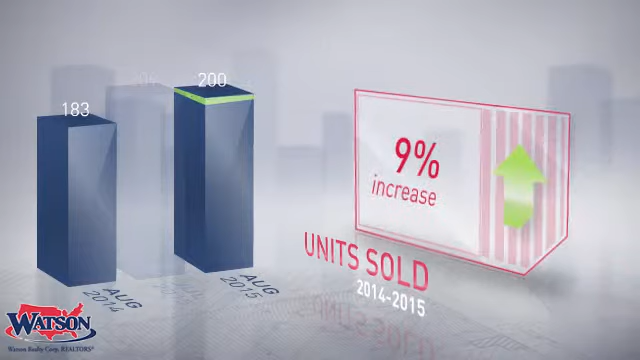 183
200
AUG
2014
AUG
2015
9%
increase
UNITS SOLD
2014-2015
WATSON
Watson Realty Corp. REALTORS®